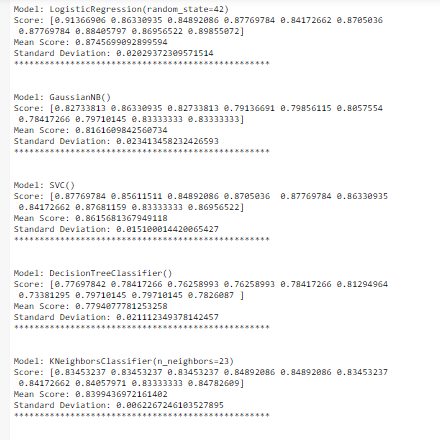 Model: LogisticRegression(random_state=42)
Score: [0.91366906 0.86330935 0.84892086 0.87769784 0.84172662 0.8705036
0.87769784 0.88405797 0.86956522 0.89855072]
Mean Score: 0.8745699092899594
Standard Deviation: 0.02029372309571514
**************************************************
Model: GaussianNB()
Score: [0.82733813 0.86330935 0.82733813 0.79136691 0.79856115 0.8057554
0.78417266 0.79710145 0.83333333 0.83333333]
Mean Score: 0.8161609842560734
Standard Deviation: 0.023413458232426593
**************************************************
Model: SVC()
Score: [0.87769784 0.85611511 0.84892086 0.8705036  0.87769784 0.86330935
0.84172662 0.87681159 0.83333333 0.86956522]
Mean Score: 0.8615681367949118
Standard Deviation: 0.015100014420065427
**************************************************
Model: DecisionTreeClassifier()
Score: [0.77697842 0.78417266 0.76258993 0.76258993 0.78417266 0.81294964
0.73381295 0.79710145 0.79710145 0.7826087 ]
Mean Score: 0.7794077781253258
Standard Deviation: 0.021112349378142457
**************************************************
Model: KNeighborsClassifier(n_neighbors=23)
Score: [0.83453237 0.83453237 0.83453237 0.84892086 0.84892086 0.83453237
0.84172662 0.84057971 0.83333333 0.84782609]
Mean Score: 0.8399436972161402
Standard Deviation: 0.0062267246103527895
**************************************************